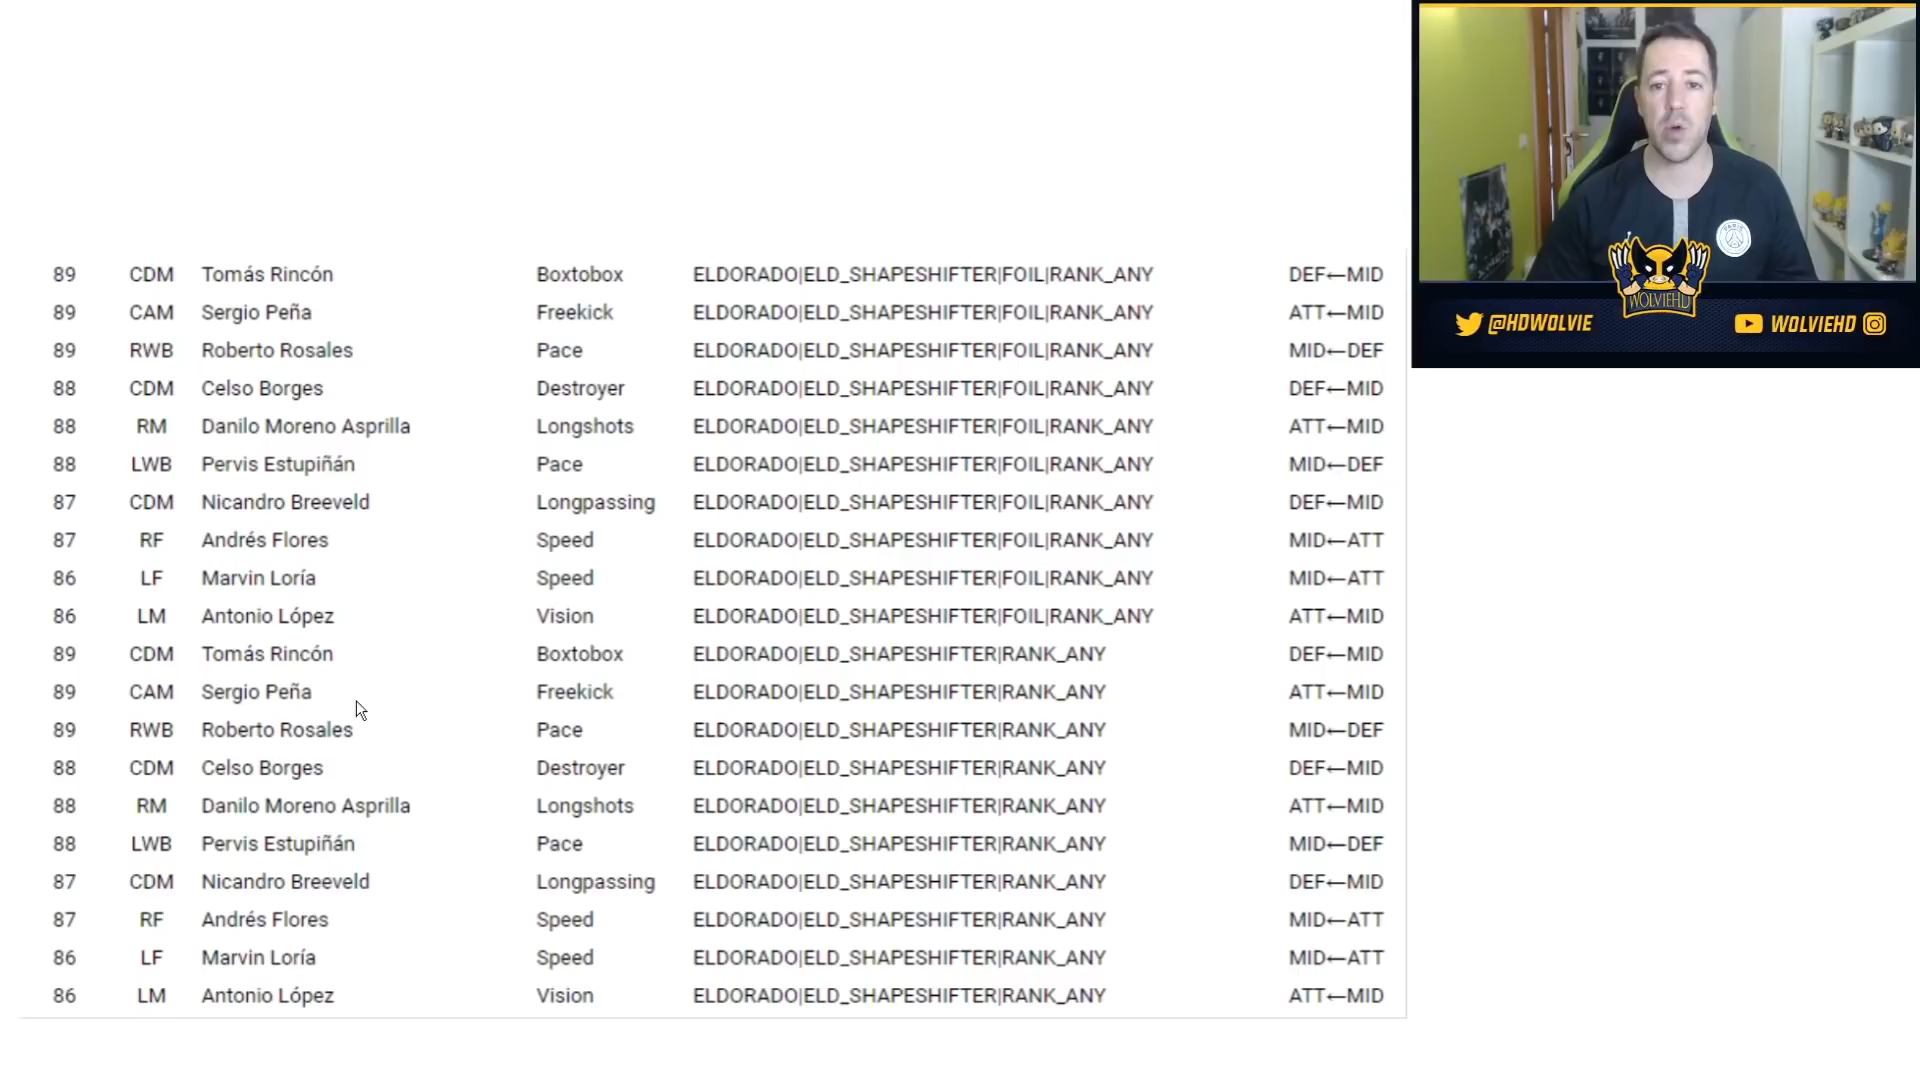 89 CDM Tomás Rincón Boxtobox ELDORADO|ELD_SHAPESHIFTER|FOIL|RANK_ANY DEF←MID
89 CAM Sergio Peña Freekick ELDORADO|ELD_SHAPESHIFTER|FOIL|RANK_ANY ATT←MID
89 RWB Roberto Rosales Pace ELDORADO|ELD_SHAPESHIFTER|FOIL|RANK_ANY MID←DEF
88 CDM Celso Borges Destroyer ELDORADO|ELD_SHAPESHIFTER|FOIL|RANK_ANY DEF←MID
88 RM Danilo Moreno Asprilla Longshots ELDORADO|ELD_SHAPESHIFTER|FOIL|RANK_ANY ATT←MID
88 LWB Pervis Estupiñán Pace ELDORADO|ELD_SHAPESHIFTER|FOIL|RANK_ANY MID←DEF
87 CDM Nicandro Breeveld Longpassing ELDORADO|ELD_SHAPESHIFTER|FOIL|RANK_ANY DEF←MID
87 RF Andrés Flores Speed ELDORADO|ELD_SHAPESHIFTER|FOIL|RANK_ANY MID←ATT
86 LF Marvin Loría Speed ELDORADO|ELD_SHAPESHIFTER|FOIL|RANK_ANY MID←ATT
86 LM Antonio López Vision ELDORADO|ELD_SHAPESHIFTER|FOIL|RANK_ANY ATT←MID
89 CDM Tomás Rincón Boxtobox ELDORADO|ELD_SHAPESHIFTER|RANK_ANY DEF←MID
89 CAM Sergio Peña Freekick ELDORADO|ELD_SHAPESHIFTER|RANK_ANY ATT←MID
89 RWB Roberto Rosales Pace ELDORADO|ELD_SHAPESHIFTER|RANK_ANY MID←DEF
88 CDM Celso Borges Destroyer ELDORADO|ELD_SHAPESHIFTER|RANK_ANY DEF←MID
88 RM Danilo Moreno Asprilla Longshots ELDORADO|ELD_SHAPESHIFTER|RANK_ANY ATT←MID
88 LWB Pervis Estupiñán Pace ELDORADO|ELD_SHAPESHIFTER|RANK_ANY MID←DEF
87 CDM Nicandro Breeveld Longpassing ELDORADO|ELD_SHAPESHIFTER|RANK_ANY DEF←MID
87 RF Andrés Flores Speed ELDORADO|ELD_SHAPESHIFTER|RANK_ANY MID←ATT
86 LF Marvin Loría Speed ELDORADO|ELD_SHAPESHIFTER|RANK_ANY MID←ATT
86 LM Antonio López Vision ELDORADO|ELD_SHAPESHIFTER|RANK_ANY ATT←MID
PARIS
WOLVIEHD
@HDWOLVIE
WOLVIEHD